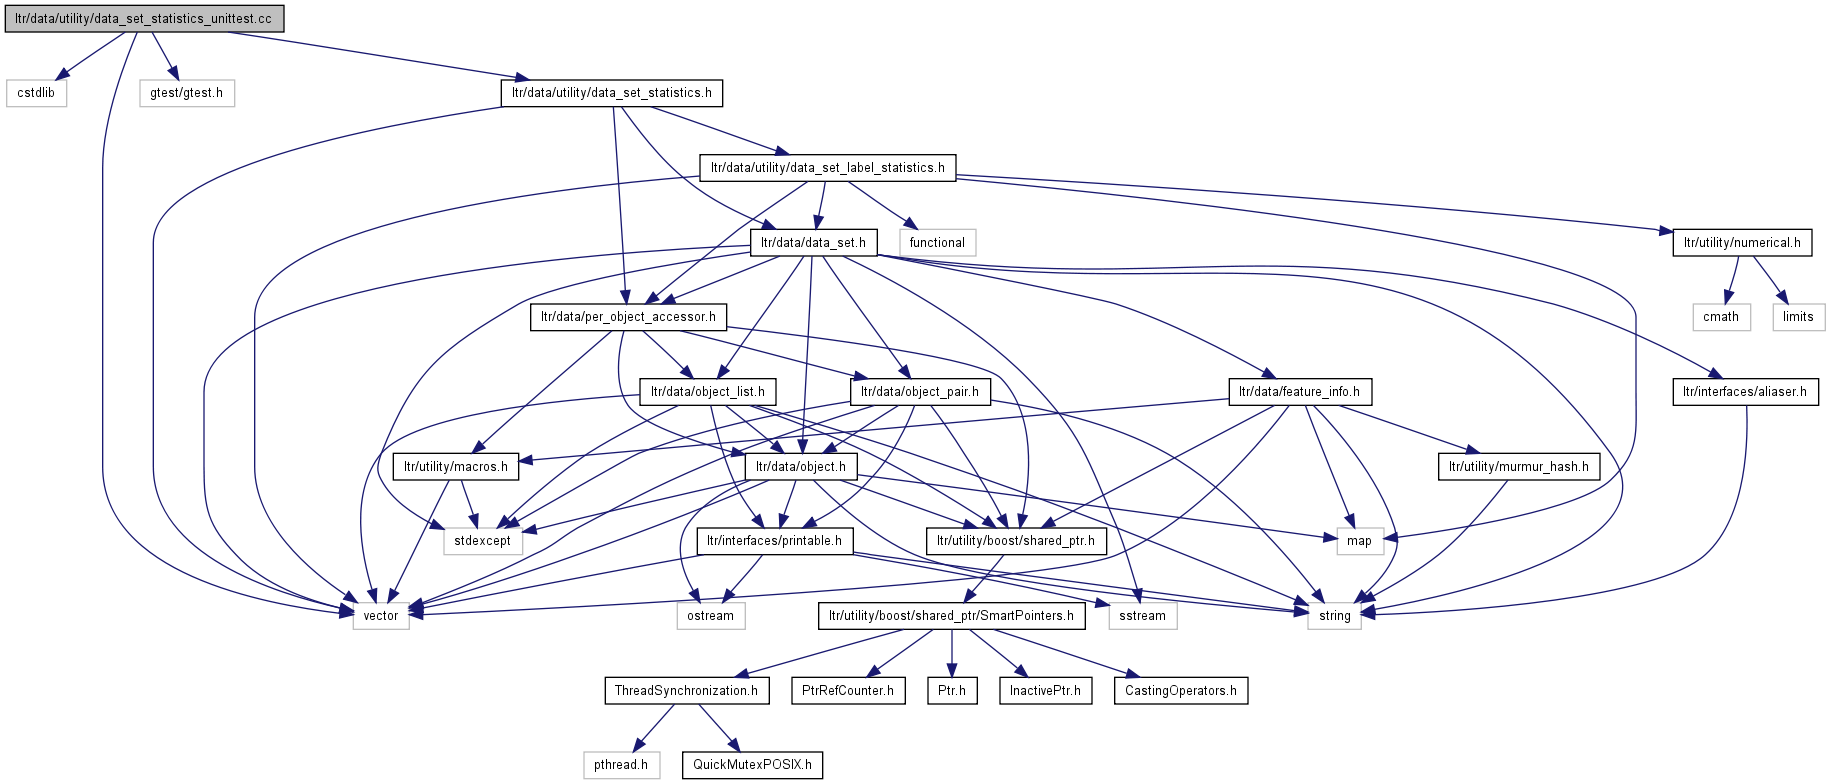 ltr/data/utility/data_set_statistics_unittest.cc
cstdlib
gtest/gtest.h
ltr/data/utility/data_set_statistics.h
ltr/data/utility/data_set_label_statistics.h
ltr/data/data_set.h
functional
ltr/utility/numerical.h
ltr/data/per_object_accessor.h
cmath
limits
ltr/data/object_list.h
ltr/data/object_pair.h
ltr/data/feature_info.h
ltr/interfaces/aliaser.h
ltr/utility/macros.h
ltr/data/object.h
ltr/utility/murmur_hash.h
stdexcept
ltr/interfaces/printable.h
ltr/utility/boost/shared_ptr.h
map
vector
ostream
ltr/utility/boost/shared_ptr/SmartPointers.h
sstream
string
ThreadSynchronization.h
PtrRefCounter.h
Ptr.h
InactivePtr.h
CastingOperators.h
pthread.h
QuickMutexPOSIX.h